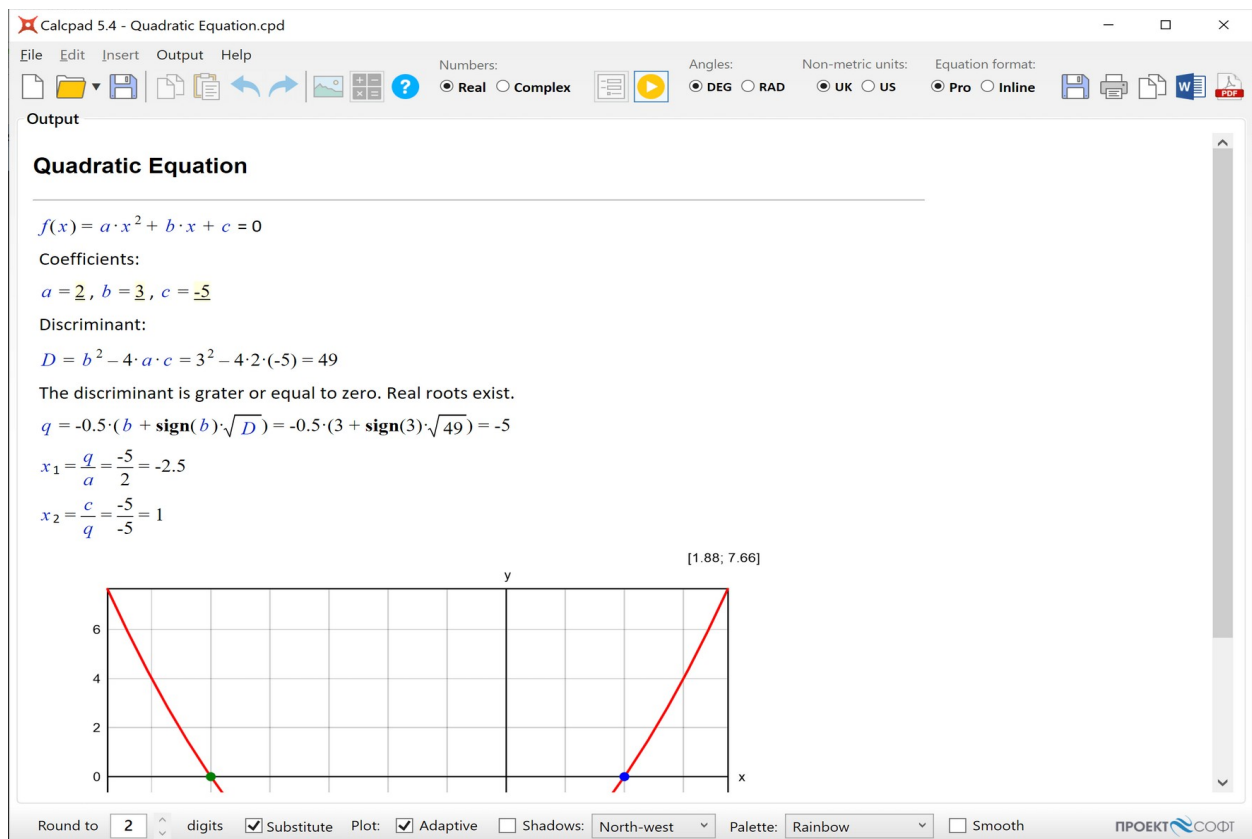 Calcpad 5.4 - Quadratic Equation.cpd
File Edit Insert Output Help
Numbers:
Real Complex
Angles:
DEG RAD
Non-metric units:
UK US
Equation format:
Pro Inline
PDF
Output
Quadratic Equation
f(x) = a·x² + b·x + c = 0
Coefficients:
a = 2 , b = 3 , c = -5
Discriminant:
D = b² – 4·a·c = 3² – 4·2·(-5) = 49
The discriminant is grater or equal to zero. Real roots exist.
q = -0.5·(b + sign(b)·√D) = -0.5·(3 + sign(3)·√49) = -5
x₁ = q/a = -5/2 = -2.5
x₂ = c/q = -5/-5 = 1
[1.88; 7.66]
y
6
4
2
0
x
Round to 2 digits Substitute Plot: Adaptive Shadows: North-west Palette: Rainbow Smooth ПРОЕКТСОФТ